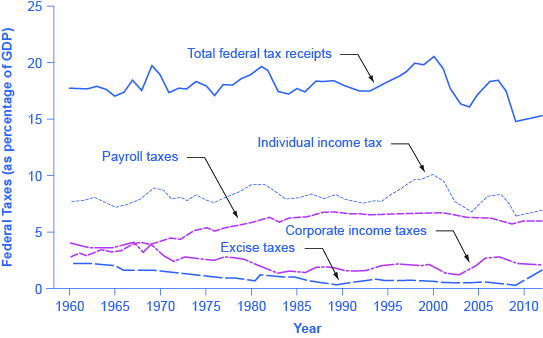 Federal Taxes (as percentage of GDP)
25
20
15
10
5
0
Total federal tax receipts
Individual income tax
Payroll taxes
Corporate income taxes
Excise taxes
1960 1965 1970 1975 1980 1985 1990 1995 2000 2005 2010
Year